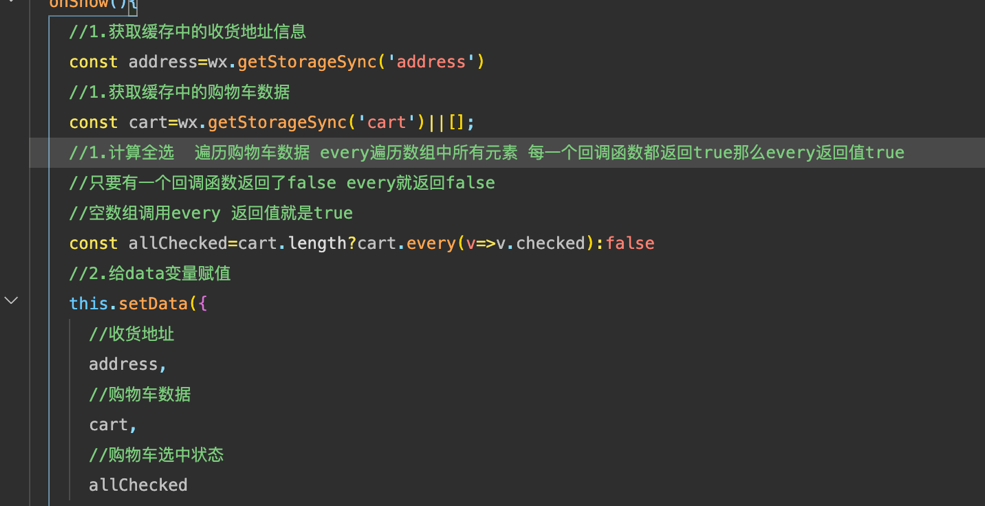 onShow(){
//1.获取缓存中的收货地址信息
const address=wx.getStorageSync('address')
//1.获取缓存中的购物车数据
const cart=wx.getStorageSync('cart')||[];
//1.计算全选  遍历购物车数据 every遍历数组中所有元素 每一个回调函数都返回true那么every返回值true
//只要有一个回调函数返回了false every就返回false
//空数组调用every 返回值就是true
const allChecked=cart.length?cart.every(v=>v.checked):false
//2.给data变量赋值
this.setData({
//收货地址
address,
//购物车数据
cart,
//购物车选中状态
allChecked